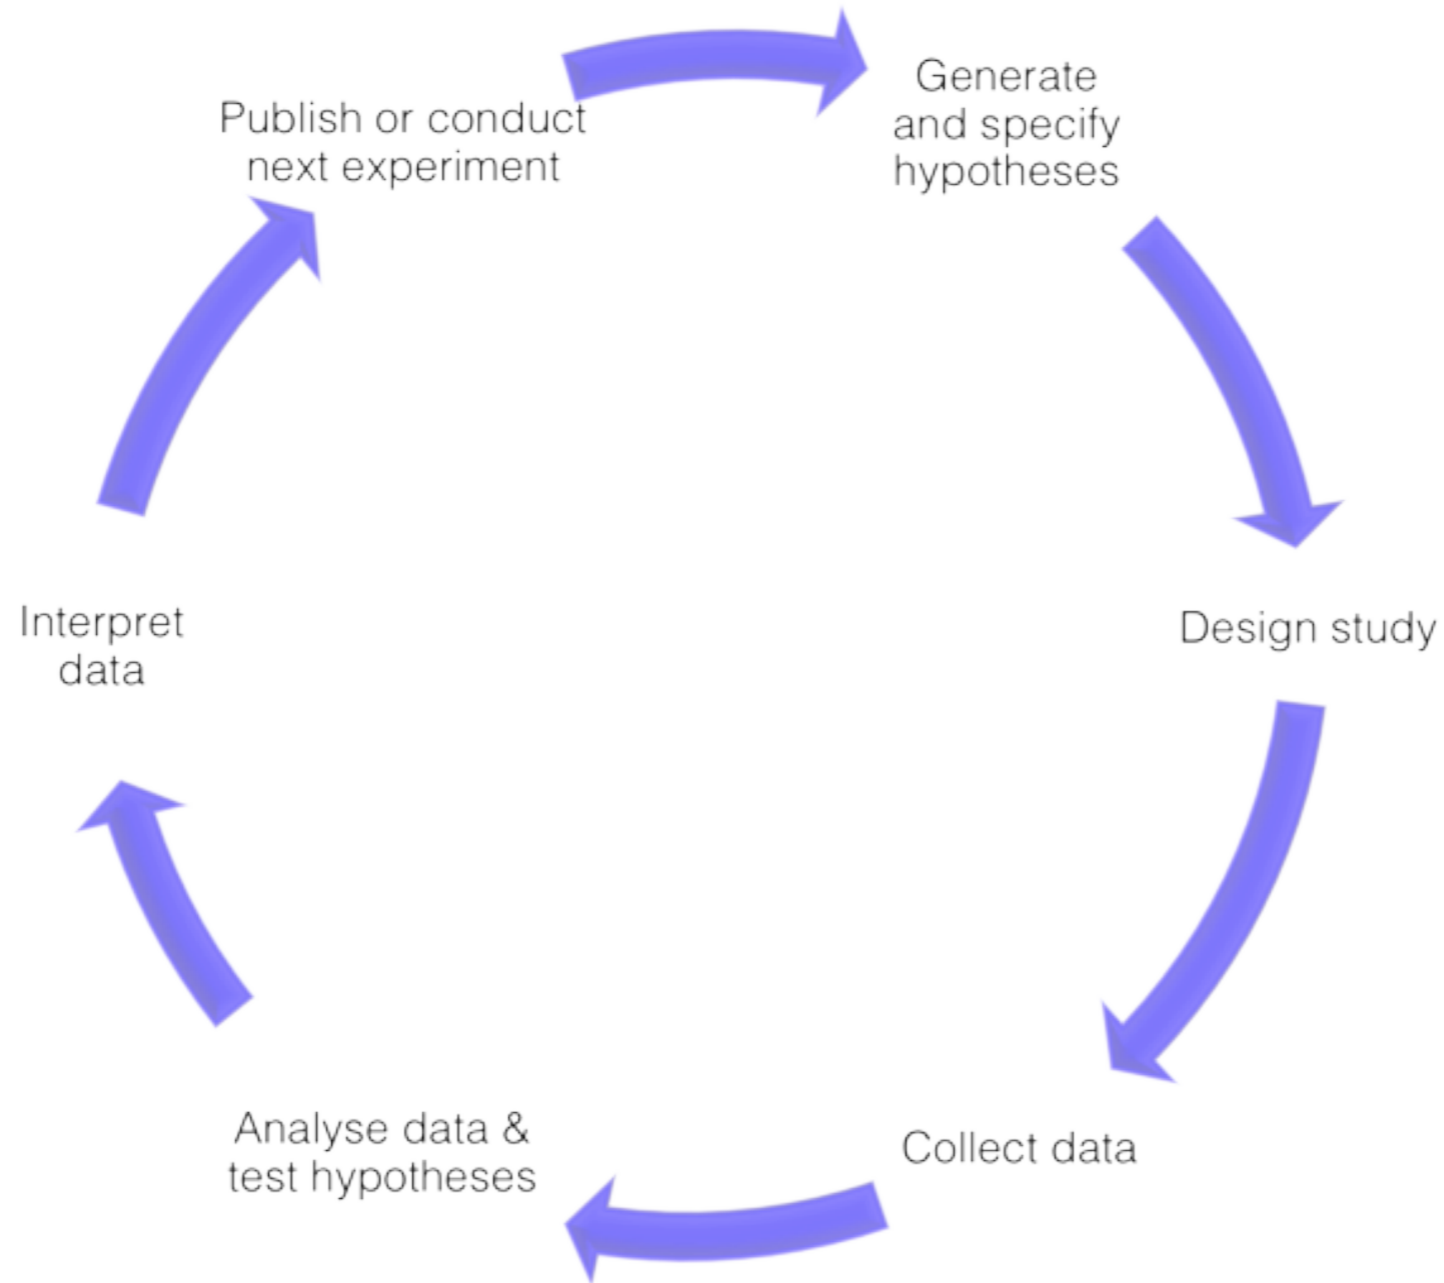 Generate
and specify
hypotheses
Design study
Collect data
Analyse data &
test hypotheses
Interpret
data
Publish or conduct
next experiment